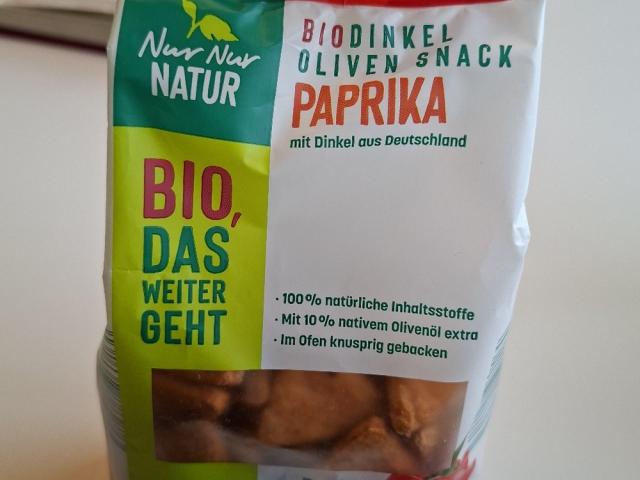 Nur Nur
NATUR
BIODINKEL
OLIVEN SNACK
PAPRIKA
mit Dinkel aus Deutschland
BIO,
DAS
WEITER
GEHT
· 100% natürliche Inhaltsstoffe
· Mit 10% nativem Olivenöl extra
· Im Ofen knusprig gebacken